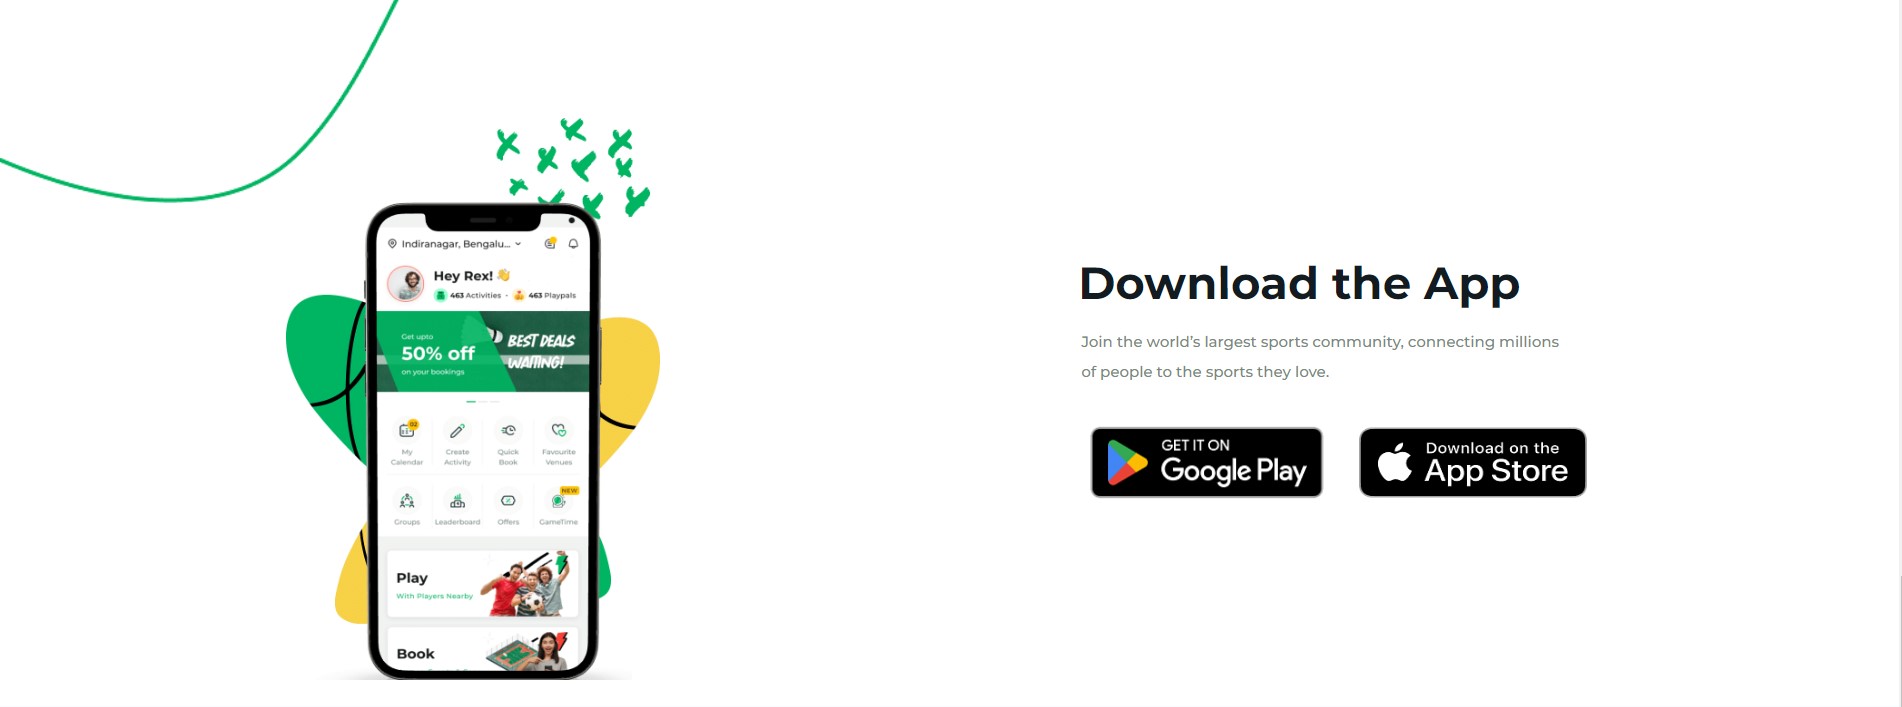 Indiranagar, Bengalu...
Hey Rex! 👋
463 Activities - 463 Playpals
Get upto
50% off
on your bookings
BEST DEALS
WAITING!
02
My
Calendar
Create
Activity
Quick
Book
Favourite
Venues
NEW
Groups
Leaderboard
Offers
GameTime
Play
With Players Nearby
Book
Download the App
Join the world's largest sports community, connecting millions
of people to the sports they love.
GET IT ON
Google Play
Download on the
App Store